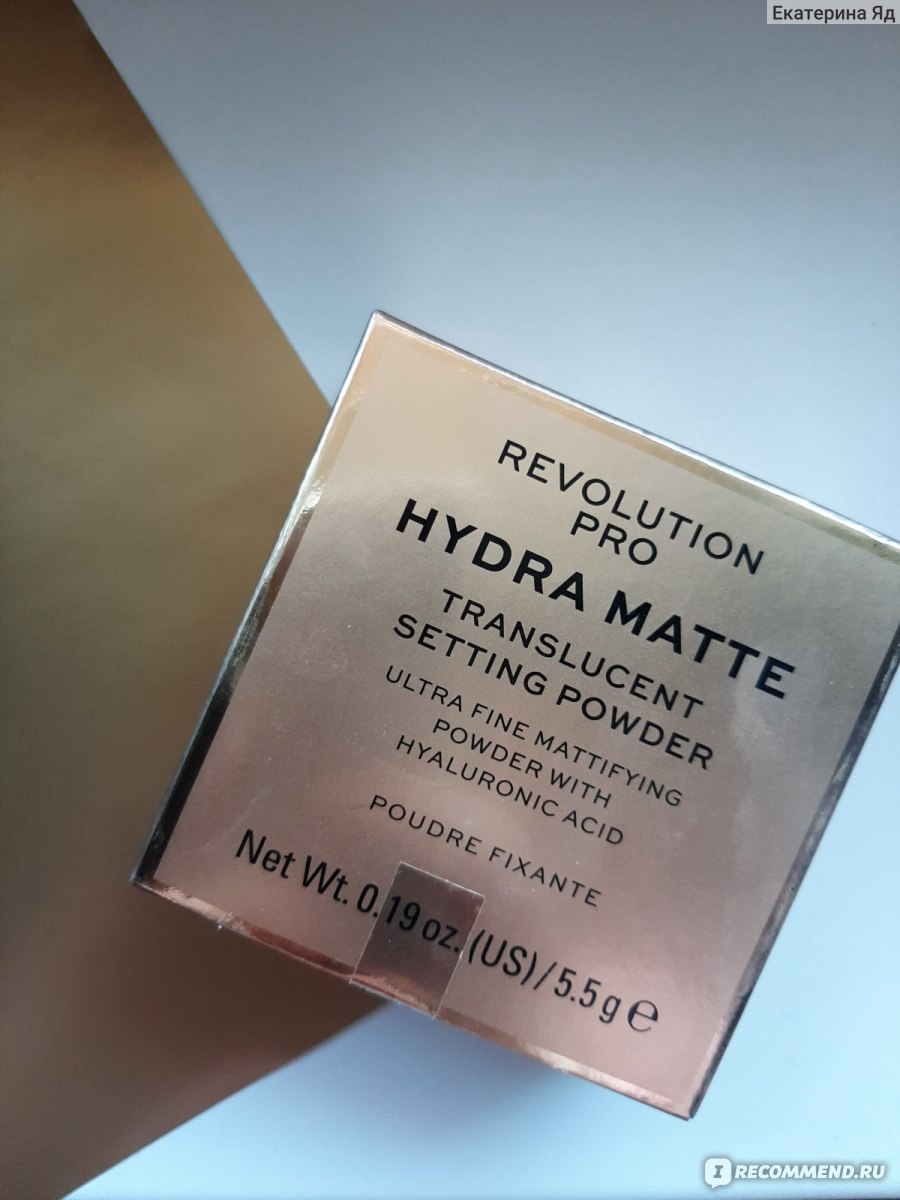 Екатерина Яд
REVOLUTION
PRO
HYDRA MATTE
TRANSLUCENT
SETTING POWDER
ULTRA FINE MATTIFYING
POWDER WITH
HYALURONIC ACID
POUDRE FIXANTE
Net Wt. 0.19 oz. (US) / 5.5 g ℮
IRECOMMEND.RU